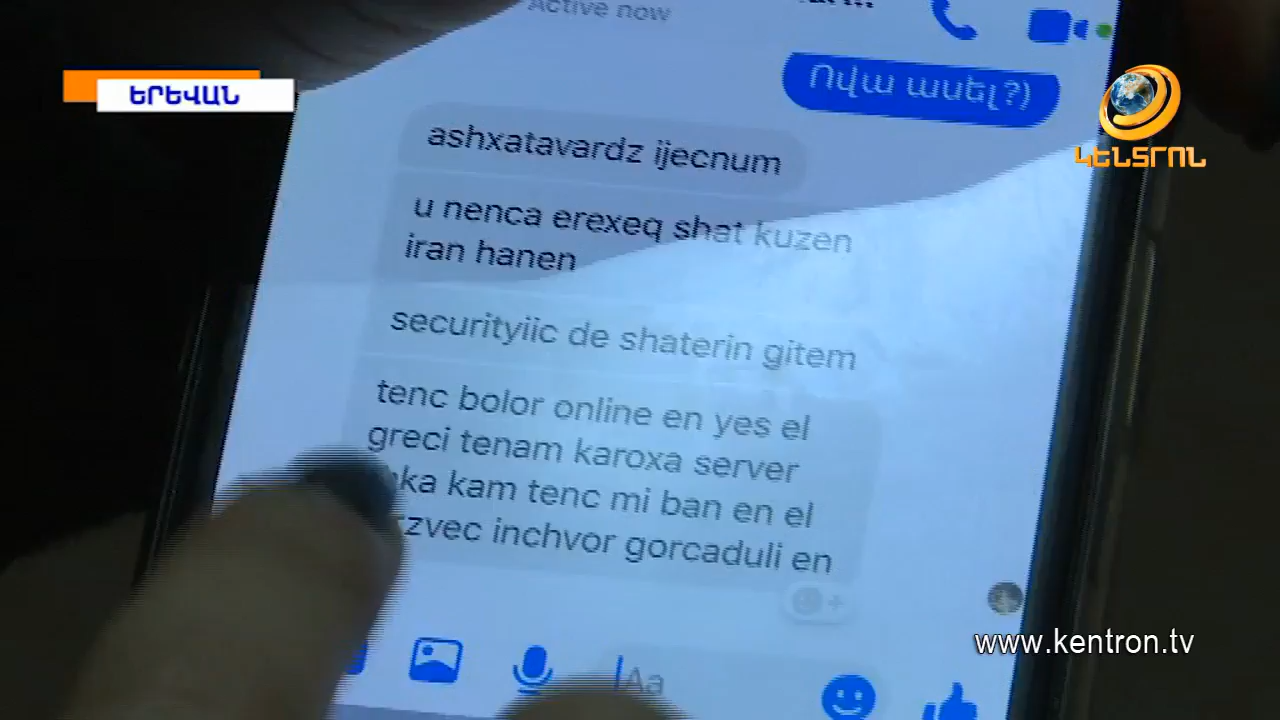 Active now
ԵՐԵՎԱՆ
Ովա ասել?)
ԿԵՆՏՐՈՆ
ashxatavardz ijecnum
u nenca erexeq shat kuzen
iran hanen
securityiic de shaterin gitem
tenc bolor online en yes el
greci tenam karoxa server
kam tenc mi ban en el
inchvor gorcaduli en
www.kentron.tv
Aa